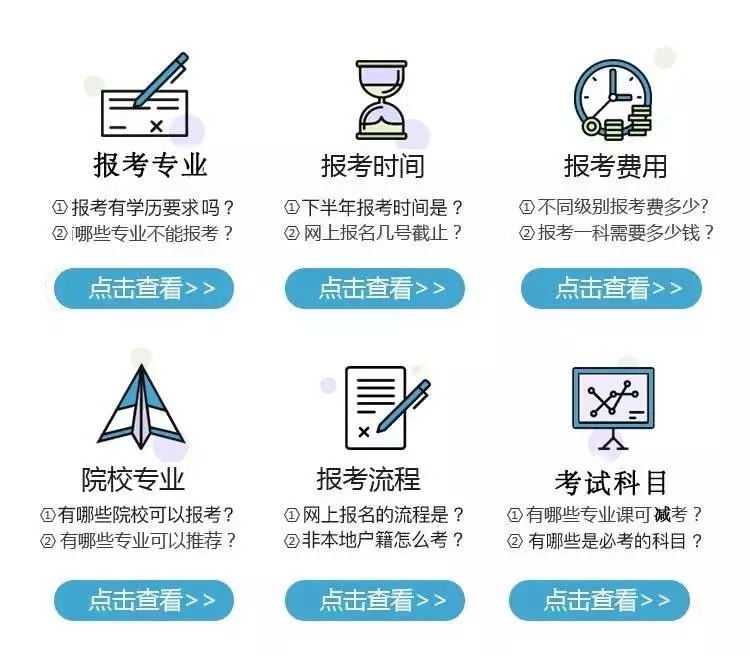 报考专业
① 报考有学历要求吗？
② 哪些专业不能报考？
点击查看>>
报考时间
① 下半年报考时间是？
② 网上报名几号截止？
点击查看>>
报考费用
① 不同级别报考费多少?
② 报考一科需要多少钱？
点击查看>>
院校专业
① 有哪些院校可以报考?
② 有哪些专业可以推荐？
点击查看>>
报考流程
① 网上报名的流程是？
② 非本地户籍怎么考？
点击查看>>
考试科目
① 有哪些专业课可减考？
② 有哪些是必考的科目？
点击查看>>